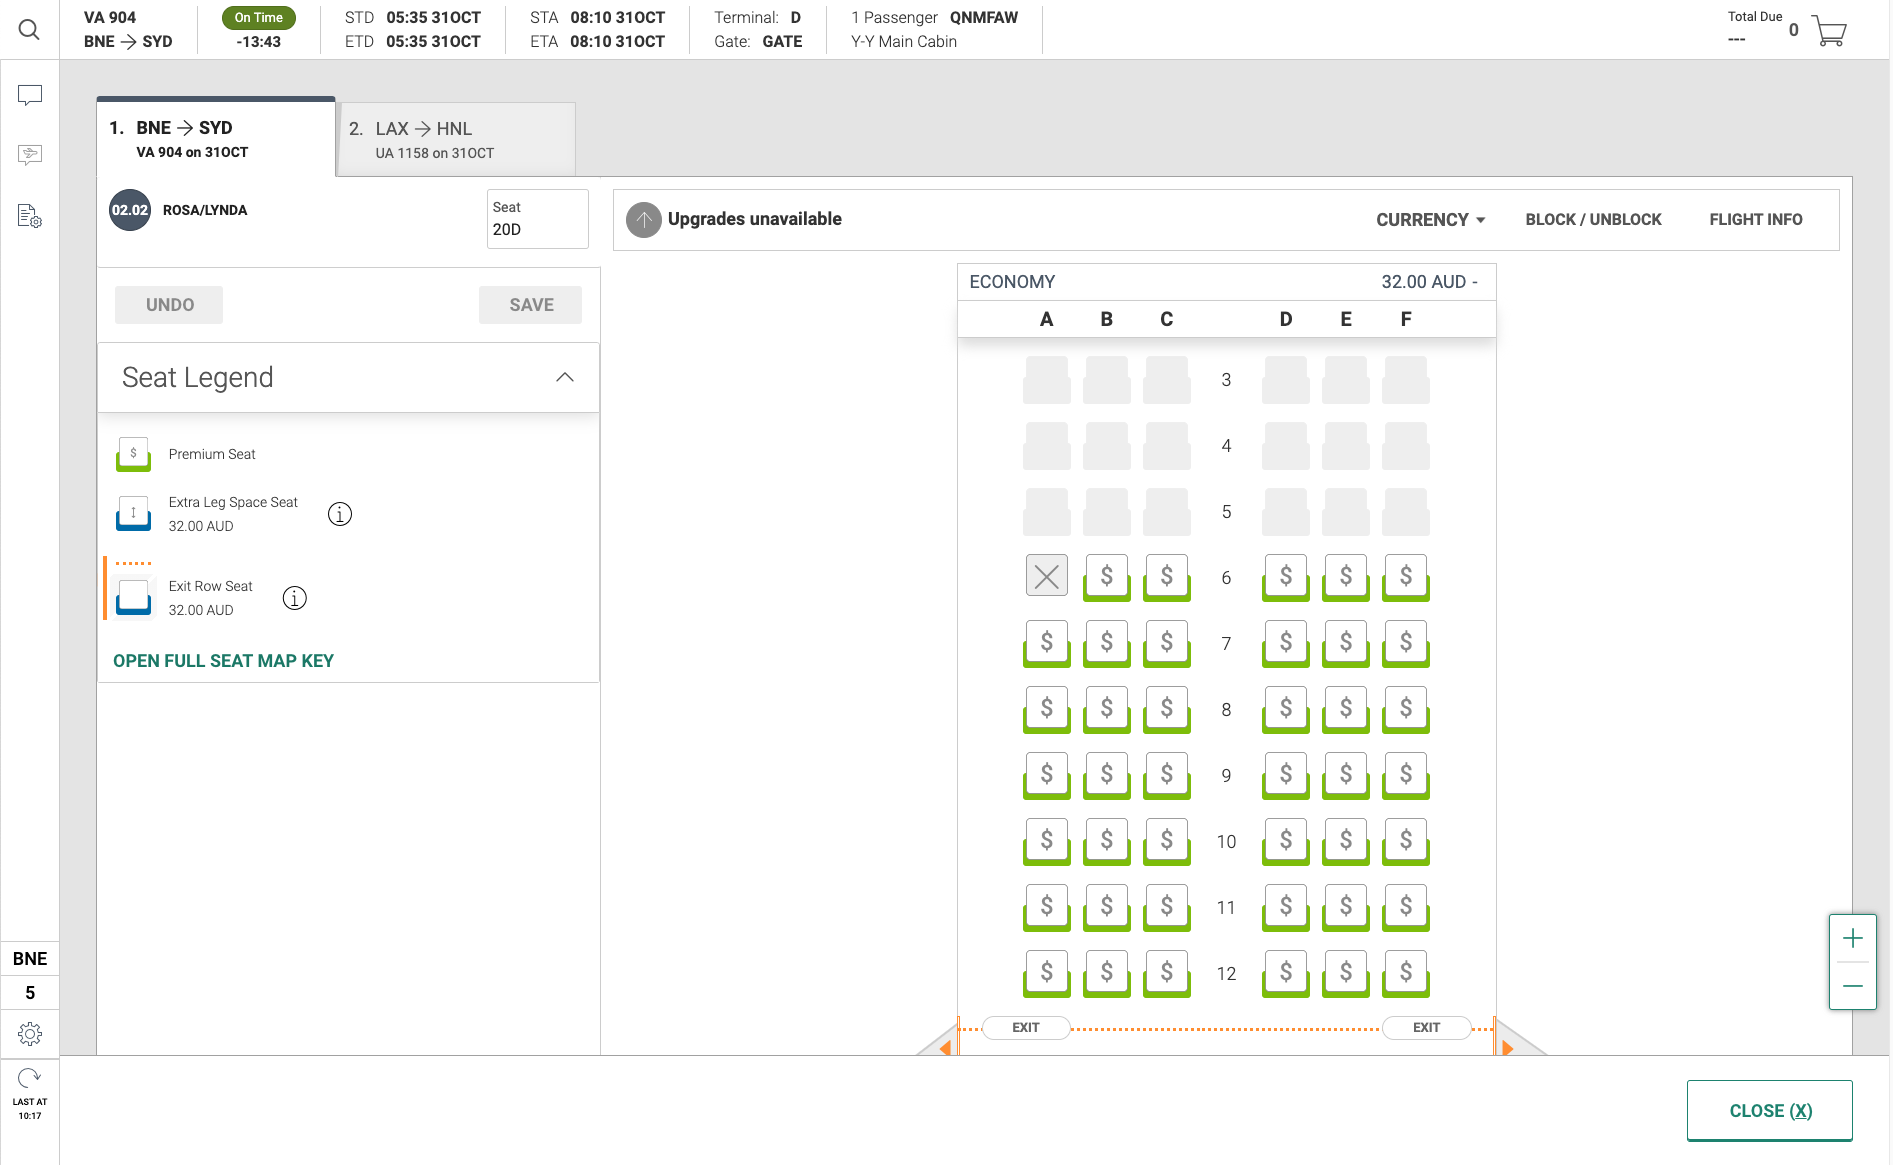 VA 904
BNE → SYD
On Time
-13:43
STD 05:35 31OCT
ETD 05:35 31OCT
STA 08:10 31OCT
ETA 08:10 31OCT
Terminal: D
Gate: GATE
1 Passenger QNMFAW
Y-Y Main Cabin
Total Due
---
0
1. BNE → SYD
VA 904 on 31OCT
2. LAX → HNL
UA 1158 on 31OCT
02.02 ROSA/LYNDA
Seat
20D
Upgrades unavailable
CURRENCY
BLOCK / UNBLOCK
FLIGHT INFO
UNDO
SAVE
Seat Legend
$ Premium Seat
Extra Leg Space Seat
32.00 AUD
Exit Row Seat
32.00 AUD
OPEN FULL SEAT MAP KEY
ECONOMY 32.00 AUD -
A B C D E F
3
4
5
$ $ 6 $ $ $
$ $ $ 7 $ $ $
$ $ $ 8 $ $ $
$ $ $ 9 $ $ $
$ $ $ 10 $ $ $
$ $ $ 11 $ $ $
$ $ $ 12 $ $ $
EXIT EXIT
BNE
5
LAST AT
10:17
CLOSE (X)